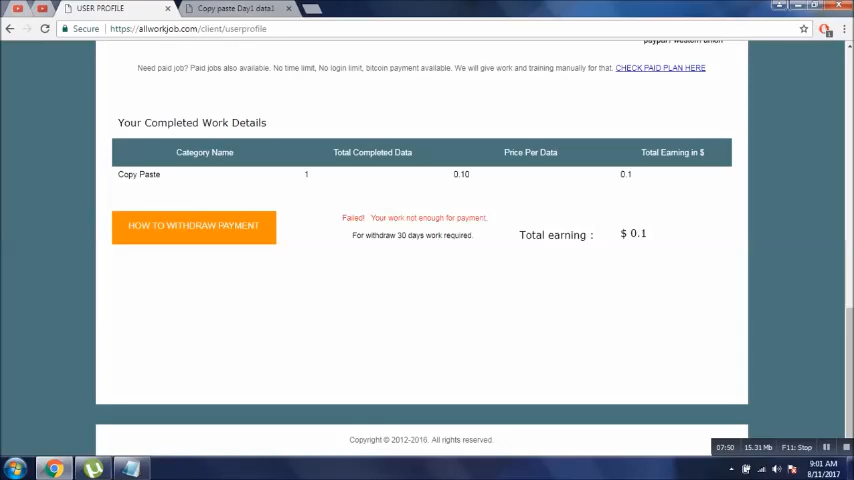 USER PROFILE
Copy paste Day1 data1
Secure https://allworkjob.com/client/userprofile
Need paid job? Paid jobs also available. No time limit, No login limit, bitcoin payment available. We will give work and training manually for that. CHECK PAID PLAN HERE
Your Completed Work Details
Category Name Total Completed Data Price Per Data Total Earning in $
Copy Paste 1 0.10 0.1
HOW TO WITHDRAW PAYMENT
Failed! Your work not enough for payment.
For withdraw 30 days work required.
Total earning : $ 0.1
Copyright © 2012-2016. All rights reserved.
07:50 15.31 Mb F11: Stop
9:01 AM
8/11/2017